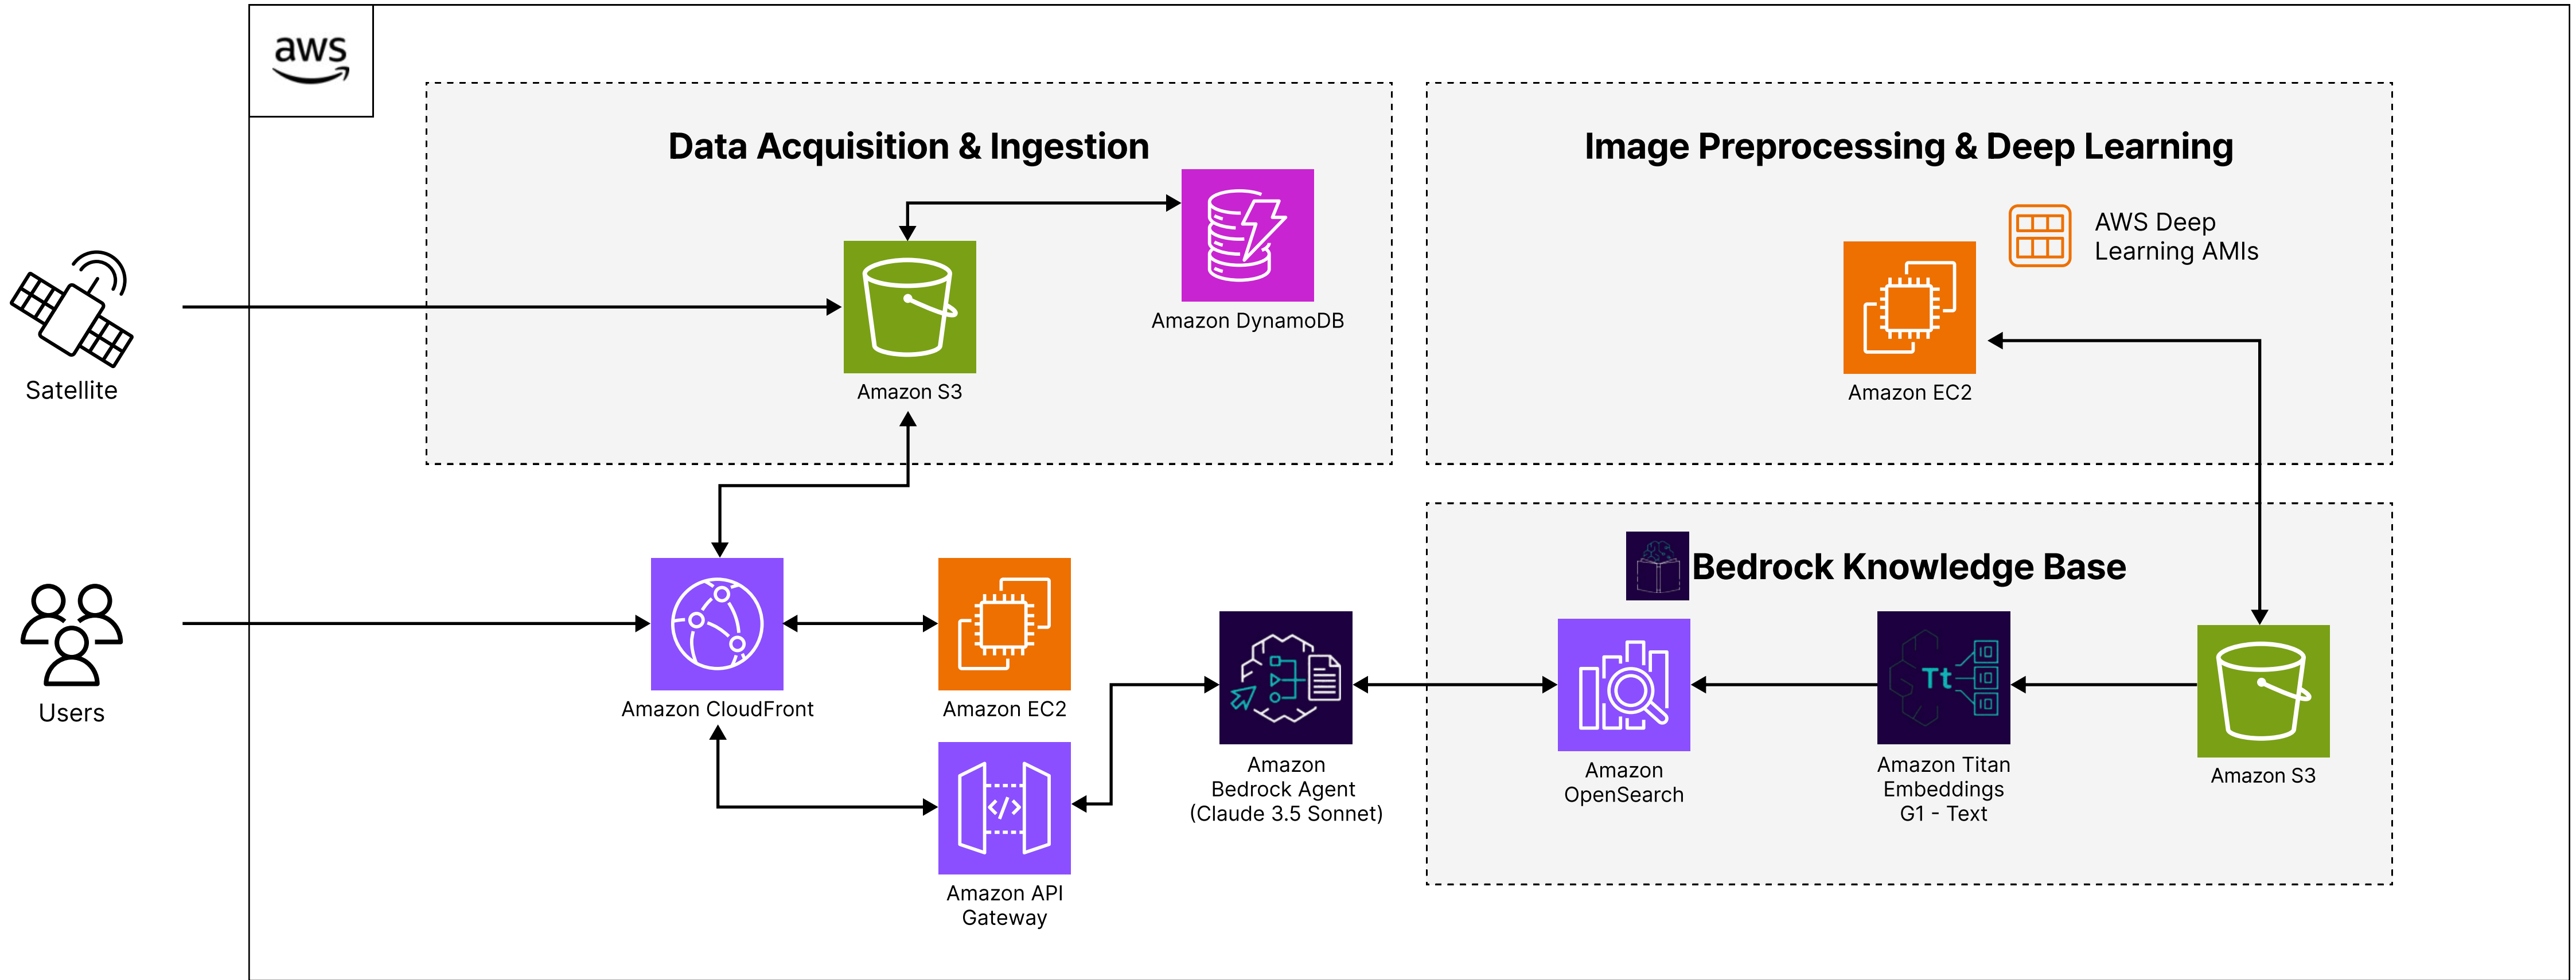 aws
Data Acquisition & Ingestion
Image Preprocessing & Deep Learning
AWS Deep
Learning AMIs
Amazon DynamoDB
Satellite
Amazon S3
Amazon EC2
Bedrock Knowledge Base
Users
Amazon CloudFront
Amazon EC2
</>
Amazon API
Gateway
Amazon
Bedrock Agent
(Claude 3.5 Sonnet)
Amazon
OpenSearch
Tt
Amazon Titan
Embeddings
G1 - Text
Amazon S3